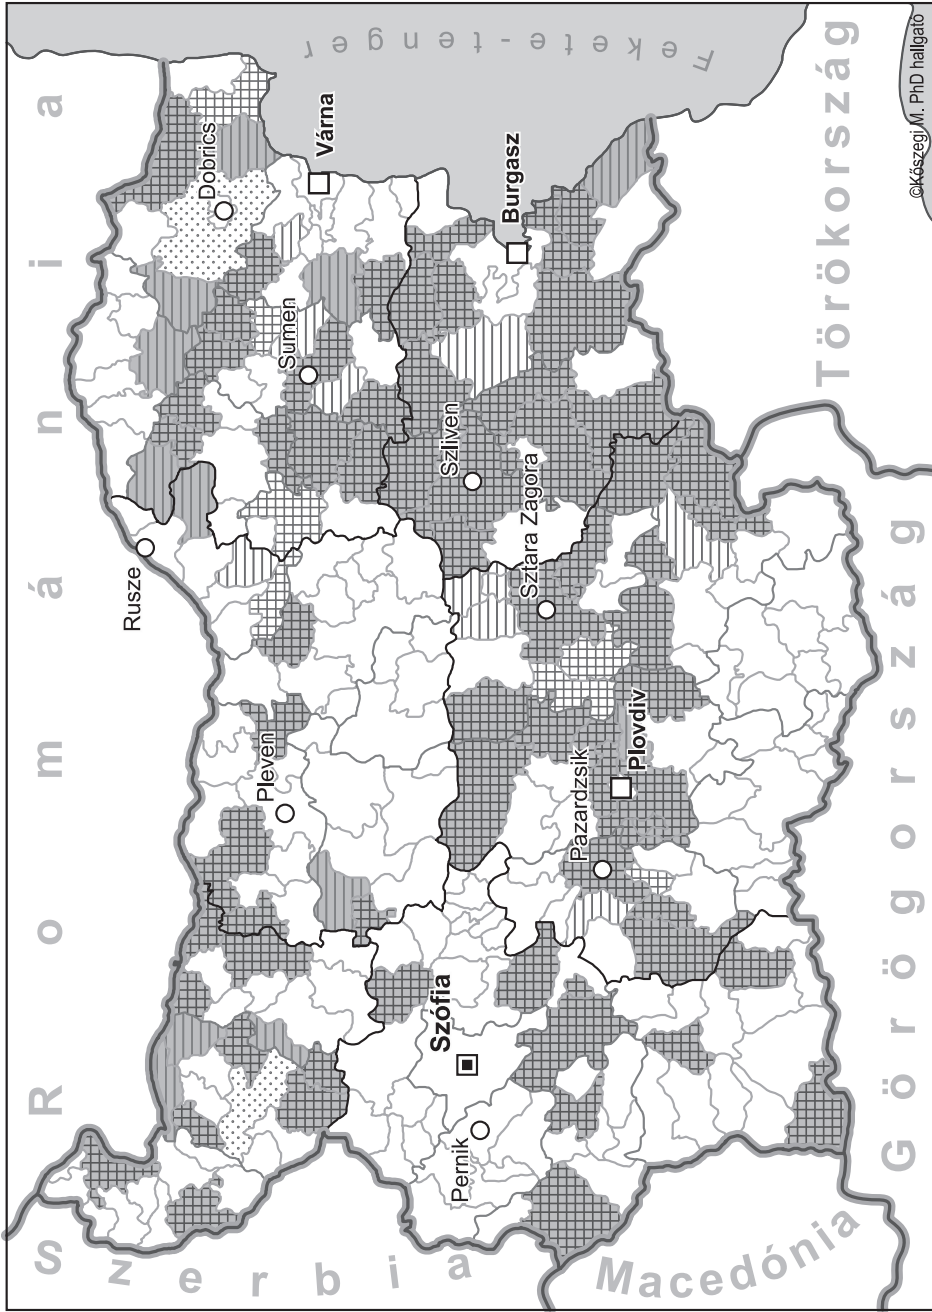 Románia
Szerbia
Macedónia
Görögország
Törökország
Fekete-tenger
Dobrics
Várna
Sumen
Burgasz
Rusze
Szliven
Sztara Zagora
Pleven
Plovdiv
Pazardzsik
Szófia
Pernik
©Kőszegi M. PhD hallgató